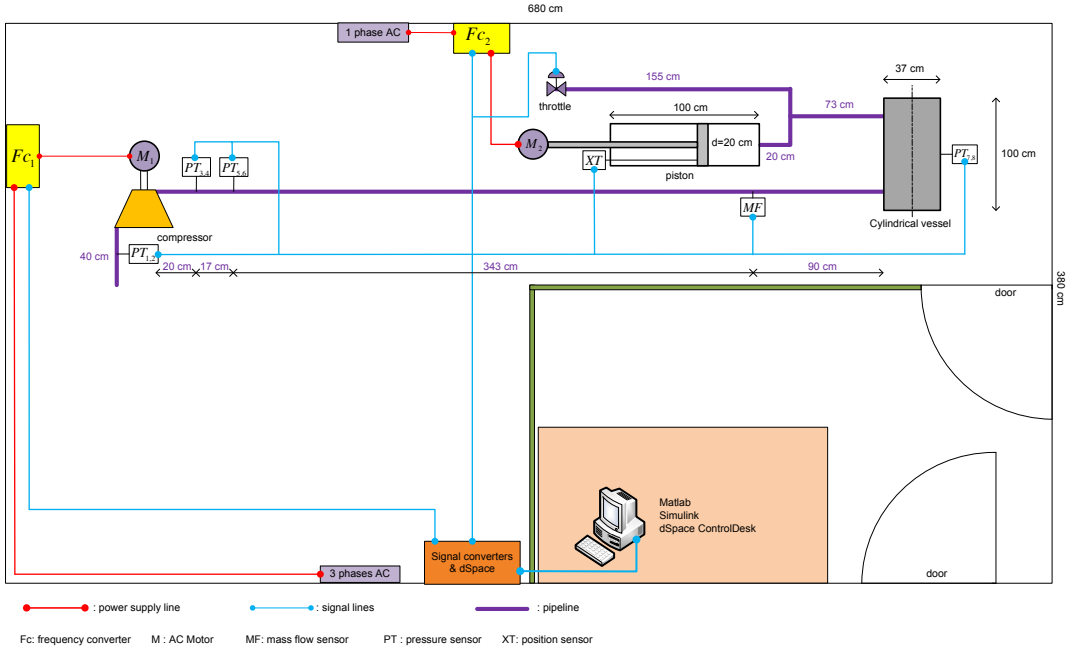 680 cm
1 phase AC
Fc₂
37 cm
155 cm
throttle
100 cm
73 cm
Fc₁
M₁
M₂
d=20 cm
20 cm
100 cm
PT₃,₄
PT₅,₆
XT
piston
PT₇,₈
MF
Cylindrical vessel
compressor
40 cm
PT₁,₂
20 cm
17 cm
343 cm
90 cm
380 cm
door
Matlab
Simulink
dSpace ControlDesk
Signal converters
& dSpace
3 phases AC
door
: power supply line
: signal lines
: pipeline
Fc: frequency converter
M : AC Motor
MF: mass flow sensor
PT : pressure sensor
XT: position sensor